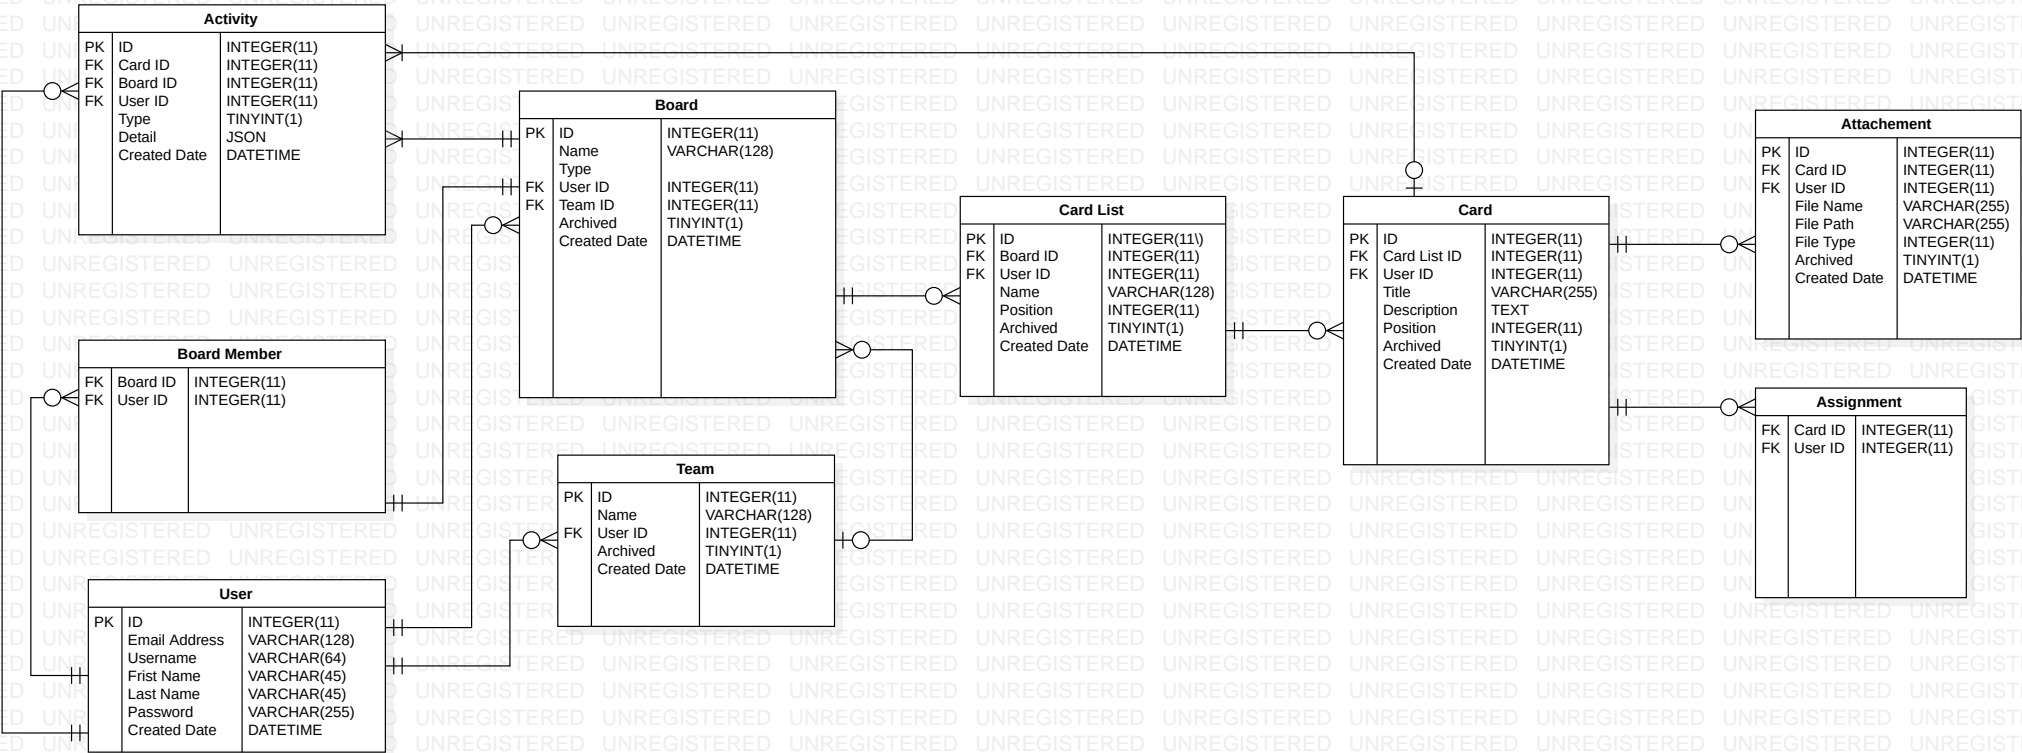 Activity
PK ID INTEGER(11)
FK Card ID INTEGER(11)
FK Board ID INTEGER(11)
FK User ID INTEGER(11)
Type TINYINT(1)
Detail JSON
Created Date DATETIME
Board
PK ID INTEGER(11)
Name VARCHAR(128)
Type
FK User ID INTEGER(11)
FK Team ID INTEGER(11)
Archived TINYINT(1)
Created Date DATETIME
Card List
PK ID INTEGER(11\)
FK Board ID INTEGER(11)
FK User ID INTEGER(11)
Name VARCHAR(128)
Position INTEGER(11)
Archived TINYINT(1)
Created Date DATETIME
Card
PK ID INTEGER(11)
FK Card List ID INTEGER(11)
FK User ID INTEGER(11)
Title VARCHAR(255)
Description TEXT
Position INTEGER(11)
Archived TINYINT(1)
Created Date DATETIME
Attachement
PK ID INTEGER(11)
FK Card ID INTEGER(11)
FK User ID INTEGER(11)
File Name VARCHAR(255)
File Path VARCHAR(255)
File Type INTEGER(11)
Archived TINYINT(1)
Created Date DATETIME
Board Member
FK Board ID INTEGER(11)
FK User ID INTEGER(11)
Team
PK ID INTEGER(11)
Name VARCHAR(128)
FK User ID INTEGER(11)
Archived TINYINT(1)
Created Date DATETIME
Assignment
FK Card ID INTEGER(11)
FK User ID INTEGER(11)
User
PK ID INTEGER(11)
Email Address VARCHAR(128)
Username VARCHAR(64)
Frist Name VARCHAR(45)
Last Name VARCHAR(45)
Password VARCHAR(255)
Created Date DATETIME
UNREGISTERED